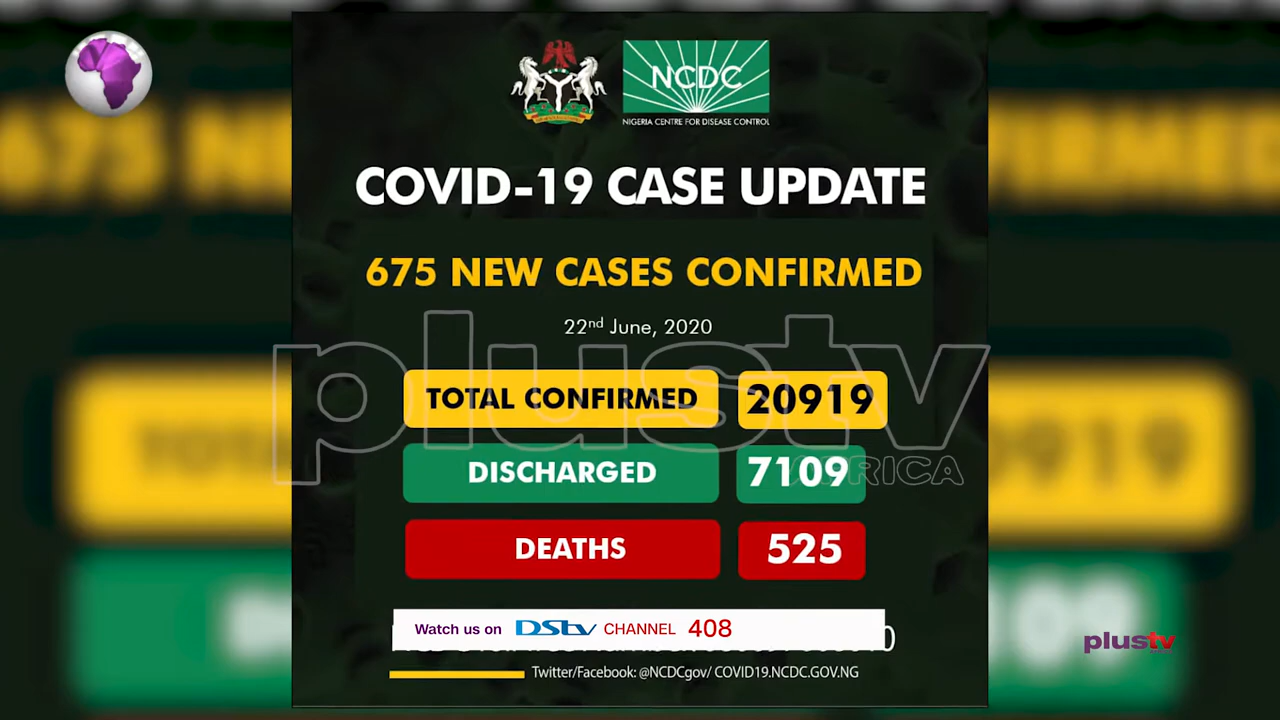 NCDC
NIGERIA CENTRE FOR DISEASE CONTROL
COVID-19 CASE UPDATE
675 NEW CASES CONFIRMED
22nd June, 2020
TOTAL CONFIRMED 20919
DISCHARGED 7109
DEATHS 525
plustv
AFRICA
Watch us on DStv CHANNEL 408
Twitter/Facebook: @NCDCgov/ COVID19.NCDC.GOV.NG
plustv